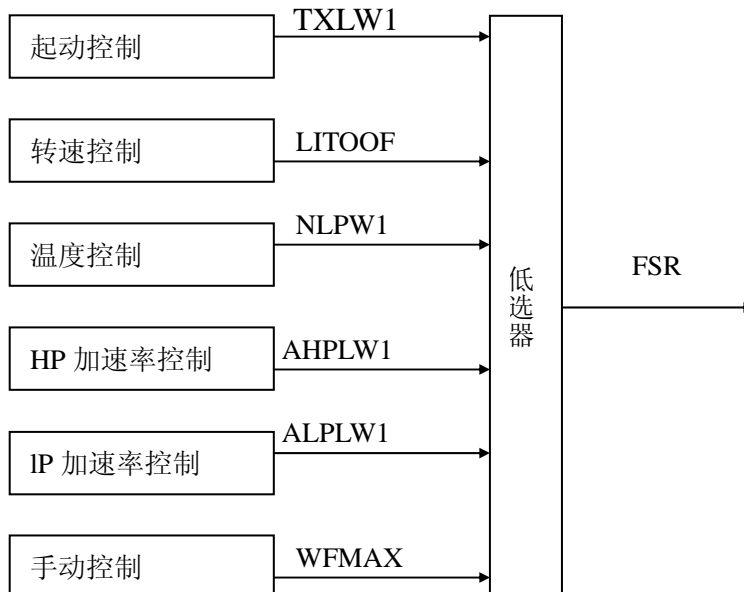 起动控制
TXLW1
转速控制
LITOOF
温度控制
NLPW1
HP 加速率控制
AHPLW1
lP 加速率控制
ALPLW1
手动控制
WFMAX
低选器
FSR